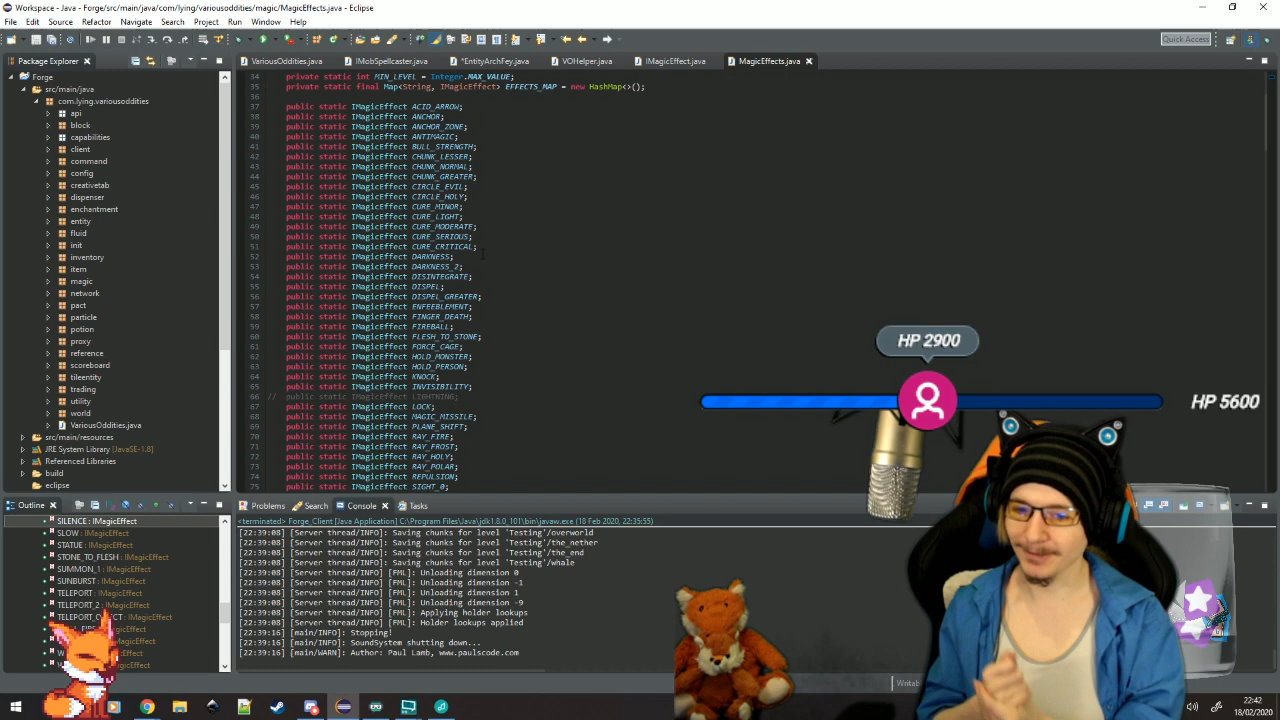 Workspace - Java - Forge/src/main/java/com/lying/variousoddities/magic/MagicEffects.java - Eclipse
File Edit Source Refactor Navigate Search Project Run Window Help
Quick Access
Package Explorer
VariousOddities.java IMobSpellcaster.java *EntityArchFey.java VOHelper.java IMagicEffect.java MagicEffects.java
Forge
src/main/java
com.lying.variousoddities
api
block
capabilities
client
command
config
creativetab
dispenser
enchantment
entity
fluid
init
inventory
item
magic
network
pact
particle
potion
proxy
reference
scoreboard
tileentity
trading
utility
world
VariousOddities.java
src/main/resources
JRE System Library [JavaSE-1.8]
Referenced Libraries
build
eclipse
34 private static int MIN_LEVEL = Integer.MAX_VALUE;
35 private static final Map<String, IMagicEffect> EFFECTS_MAP = new HashMap<>();
36
37 public static IMagicEffect ACID_ARROW;
38 public static IMagicEffect ANCHOR;
39 public static IMagicEffect ANCHOR_ZONE;
40 public static IMagicEffect ANTIMAGIC;
41 public static IMagicEffect BULL_STRENGTH;
42 public static IMagicEffect CHUNK_LESSER;
43 public static IMagicEffect CHUNK_NORMAL;
44 public static IMagicEffect CHUNK_GREATER;
45 public static IMagicEffect CIRCLE_EVIL;
46 public static IMagicEffect CIRCLE_HOLY;
47 public static IMagicEffect CURE_MINOR;
48 public static IMagicEffect CURE_LIGHT;
49 public static IMagicEffect CURE_MODERATE;
50 public static IMagicEffect CURE_SERIOUS;
51 public static IMagicEffect CURE_CRITICAL;
52 public static IMagicEffect DARKNESS;
53 public static IMagicEffect DARKNESS_2;
54 public static IMagicEffect DISINTEGRATE;
55 public static IMagicEffect DISPEL;
56 public static IMagicEffect DISPEL_GREATER;
57 public static IMagicEffect ENFEEBLEMENT;
58 public static IMagicEffect FINGER_DEATH;
59 public static IMagicEffect FIREBALL;
60 public static IMagicEffect FLESH_TO_STONE;
61 public static IMagicEffect FORCE_CAGE;
62 public static IMagicEffect HOLD_MONSTER;
63 public static IMagicEffect HOLD_PERSON;
64 public static IMagicEffect KNOCK;
65 public static IMagicEffect INVISIBILITY;
66 // public static IMagicEffect LIGHTNING;
67 public static IMagicEffect LOCK;
68 public static IMagicEffect MAGIC_MISSILE;
69 public static IMagicEffect PLANE_SHIFT;
70 public static IMagicEffect RAY_FIRE;
71 public static IMagicEffect RAY_FROST;
72 public static IMagicEffect RAY_HOLY;
73 public static IMagicEffect RAY_POLAR;
74 public static IMagicEffect REPULSION;
75 public static IMagicEffect SIGHT_0;
HP 2900
HP 5600
Outline
SILENCE : IMagicEffect
SLOW : IMagicEffect
STATUE : IMagicEffect
STONE_TO_FLESH : IMagicEffect
SUMMON_1 : IMagicEffect
SUNBURST : IMagicEffect
TELEPORT : IMagicEffect
TELEPORT_2 : IMagicEffect
IMagicEffect
IMagicEffect
Problems Search Console Tasks
<terminated> Forge_Client [Java Application] C:\Program Files\Java\jdk1.8.0_101\bin\javaw.exe (18 Feb 2020, 22:35:55)
[22:39:08] [Server thread/INFO]: Saving chunks for level 'Testing'/overworld
[22:39:08] [Server thread/INFO]: Saving chunks for level 'Testing'/the_nether
[22:39:08] [Server thread/INFO]: Saving chunks for level 'Testing'/the_end
[22:39:08] [Server thread/INFO]: Saving chunks for level 'Testing'/whale
[22:39:08] [Server thread/INFO] [FML]: Unloading dimension 0
[22:39:08] [Server thread/INFO] [FML]: Unloading dimension -1
[22:39:08] [Server thread/INFO] [FML]: Unloading dimension 1
[22:39:08] [Server thread/INFO] [FML]: Unloading dimension -9
[22:39:08] [Server thread/INFO] [FML]: Applying holder lookups
[22:39:08] [Server thread/INFO] [FML]: Holder lookups applied
[22:39:16] [main/INFO]: Stopping!
[22:39:16] [main/INFO]: SoundSystem shutting down...
[22:39:16] [main/WARN]: Author: Paul Lamb, www.paulscode.com
Writab
22:42
18/02/2020